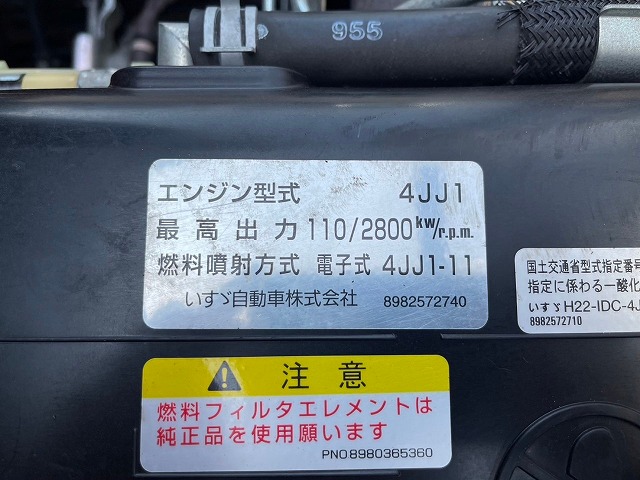 955
エンジン型式 4JJ1
最高出力 110/2800kw/r.p.m.
燃料噴射方式 電子式 4JJ1-11
いすゞ自動車株式会社 8982572740
国土交通省型式指定番号
指定に係わる一酸化
いすゞH22-IDC-4J
8982572710
注意
燃料フィルタエレメントは
純正品を使用願います
PNO8980365360